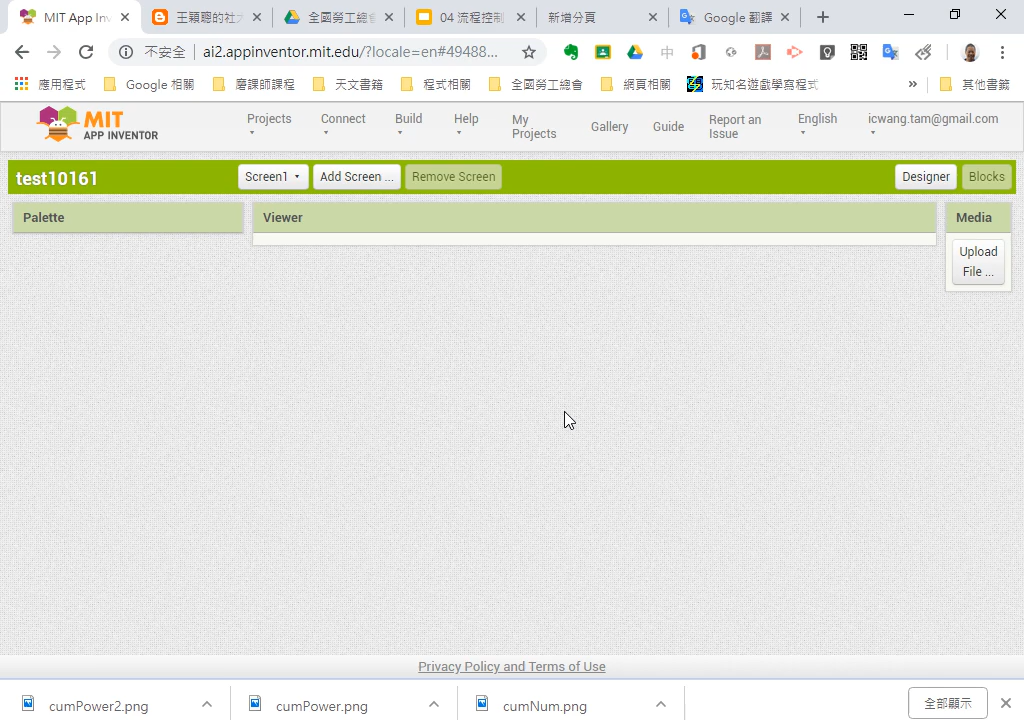 MIT App Inv
王穎聰的社大
全國勞工總會
04 流程控制
新增分頁
Google 翻譯
不安全
ai2.appinventor.mit.edu/?locale=en#49488...
應用程式
Google 相關
磨課師課程
天文書籍
程式相關
全國勞工總會
網頁相關
玩知名遊戲學寫程式
»
其他書籤
MIT
APP INVENTOR
Projects
Connect
Build
Help
My
Projects
Gallery
Guide
Report an
Issue
English
icwang.tam@gmail.com
test10161
Screen1
Add Screen ...
Remove Screen
Designer
Blocks
Palette
Viewer
Media
Upload
File ...
Privacy Policy and Terms of Use
cumPower2.png
cumPower.png
cumNum.png
全部顯示